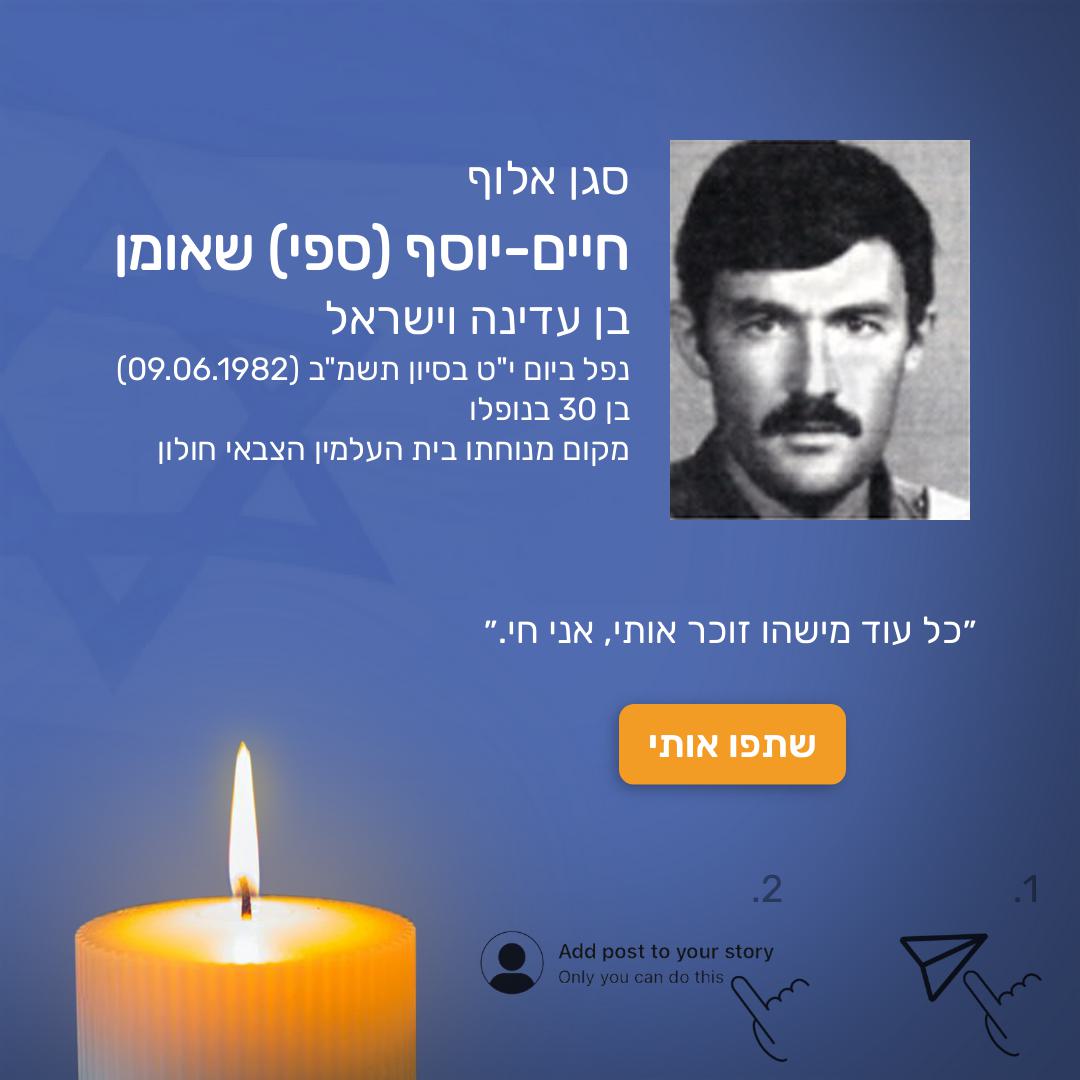 סגן אלוף
חיים-יוסף (ספי) שאומן
בן עדינה וישראל
נפל ביום י"ט בסיון תשמ"ב (09.06.1982)
בן 30 בנופלו
מקום מנוחתו בית העלמין הצבאי חולון
״כל עוד מישהו זוכר אותי, אני חי.״
שתפו אותי
.1
.2
Add post to your story
Only you can do this